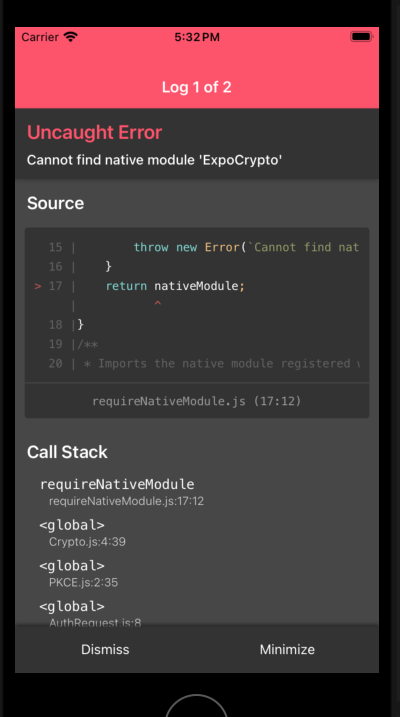 Carrier 5:32 PM
Log 1 of 2
Uncaught Error
Cannot find native module 'ExpoCrypto'
Source
15 | throw new Error(`Cannot find nat
16 | }
> 17 | return nativeModule;
| ^
18 |}
19 |/**
20 | * Imports the native module registered
requireNativeModule.js (17:12)
Call Stack
requireNativeModule
requireNativeModule.js:17:12
<global>
Crypto.js:4:39
<global>
PKCE.js:2:35
<global>
AuthRequest.js:8
Dismiss Minimize